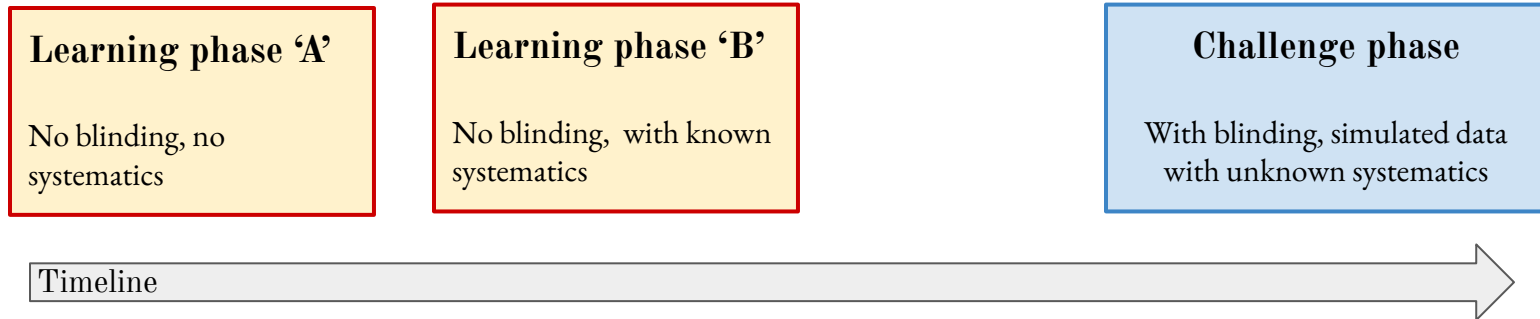 Learning phase ‘A’
No blinding, no
systematics
Learning phase ‘B’
No blinding,  with known
systematics
Challenge phase
With blinding, simulated data
with unknown systematics
Timeline